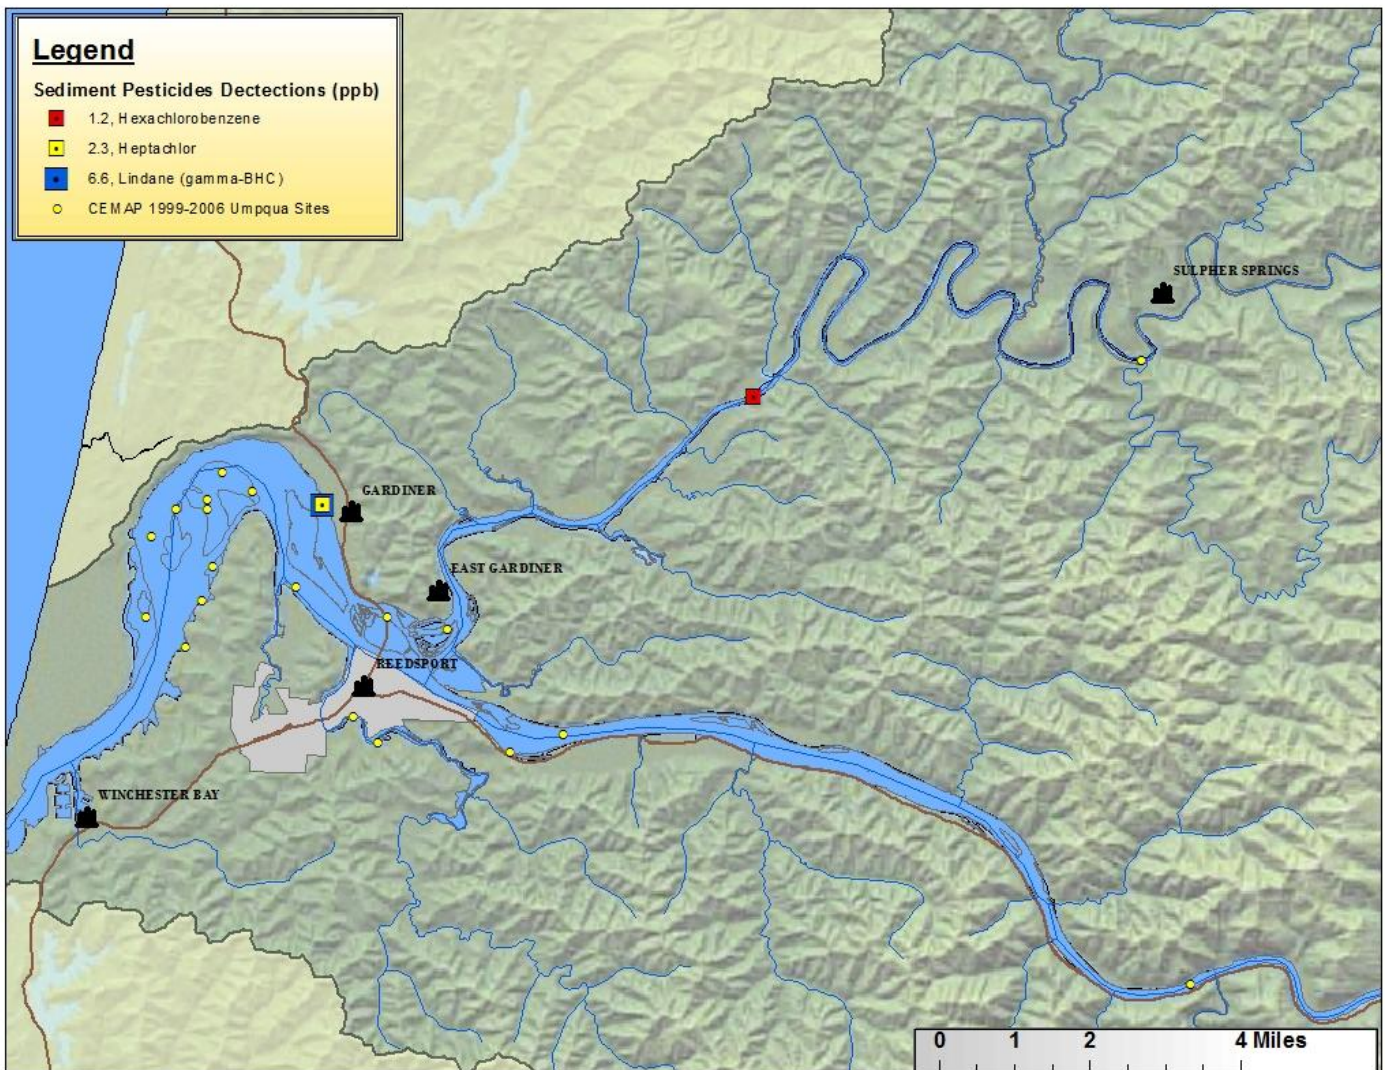 Legend
Sediment Pesticides Dectections (ppb)
1.2, Hexachlorobenzene
2.3, Heptachlor
6.6, Lindane (gamma-BHC)
CEMAP 1999-2006 Umpqua Sites
SULPHER SPRINGS
GARDINER
EAST GARDINER
REEDSPORT
WINCHESTER BAY
0 1 2 4 Miles